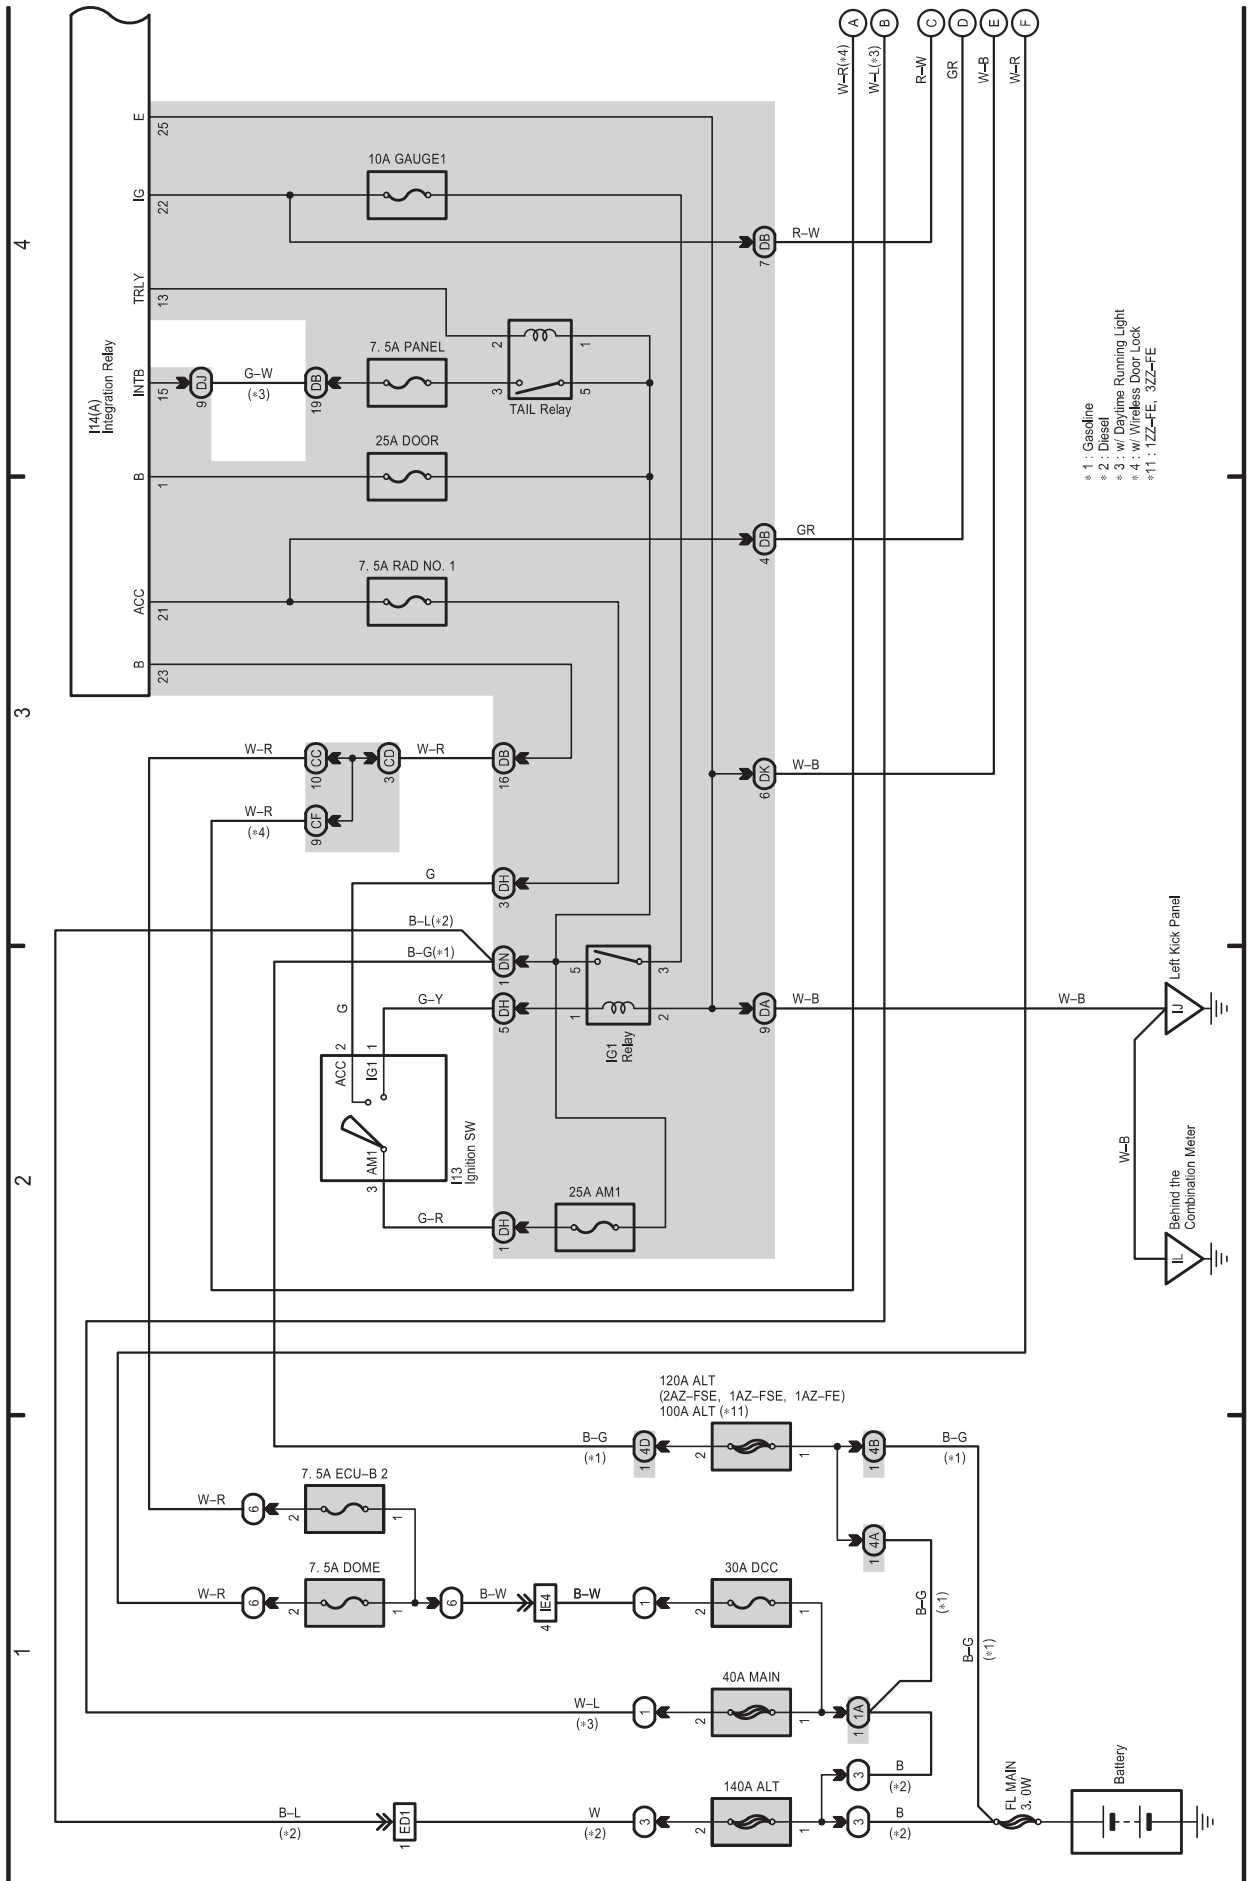 A
B
C
D
E
F
W–R(*4)
W–L(*3)
R–W
GR
W–B
W–R
E
25
10A GAUGE1
IG
22
4
R–W
7 DB
TRLY
13
I14(A)
Integration Relay
7. 5A PANEL
2
1
INTB
15
9 DJ
G–W
(*3)
19 DB
3
5
TAIL Relay
* 1 : Gasoline
* 2 : Diesel
* 3 : w/ Daytime Running Light
* 4 : w/ Wireless Door Lock
*11 : 1ZZ–FE, 3ZZ–FE
25A DOOR
B
1
GR
4 DB
7. 5A RAD NO. 1
ACC
21
B
23
3
W–R
10 CC
3 CD
W–R
16 DB
W–B
6 DK
W–R
(*4)
9 CF
G
3 DH
B–L(*2)
B–G(*1)
1 DN
5
3
Left Kick Panel
G
G–Y
5 DH
1
2
IG1
Relay
9 DA
W–B
W–B
IJ
ACC 2
IG1 1
AM1
3
I13
Ignition SW
W–B
2
25A AM1
G–R
1 DH
Behind the
Combination Meter
IL
120A ALT
(2AZ–FSE, 1AZ–FSE, 1AZ–FE)
100A ALT (*11)
B–G
(*1)
1 4D
2
1
1 4B
B–G
(*1)
7. 5A ECU–B 2
W–R
6
2
1
1 4A
7. 5A DOME
30A DCC
W–R
6
2
1
6
B–W
4 IE4
B–W
1
2
1
B–G
(*1)
B–G
(*1)
1
40A MAIN
W–L
(*3)
1
2
1
1 1A
140A ALT
3
B
(*2)
FL MAIN
3. 0W
Battery
B–L
(*2)
1 ED1
W
(*2)
3
2
1
3
B
(*2)